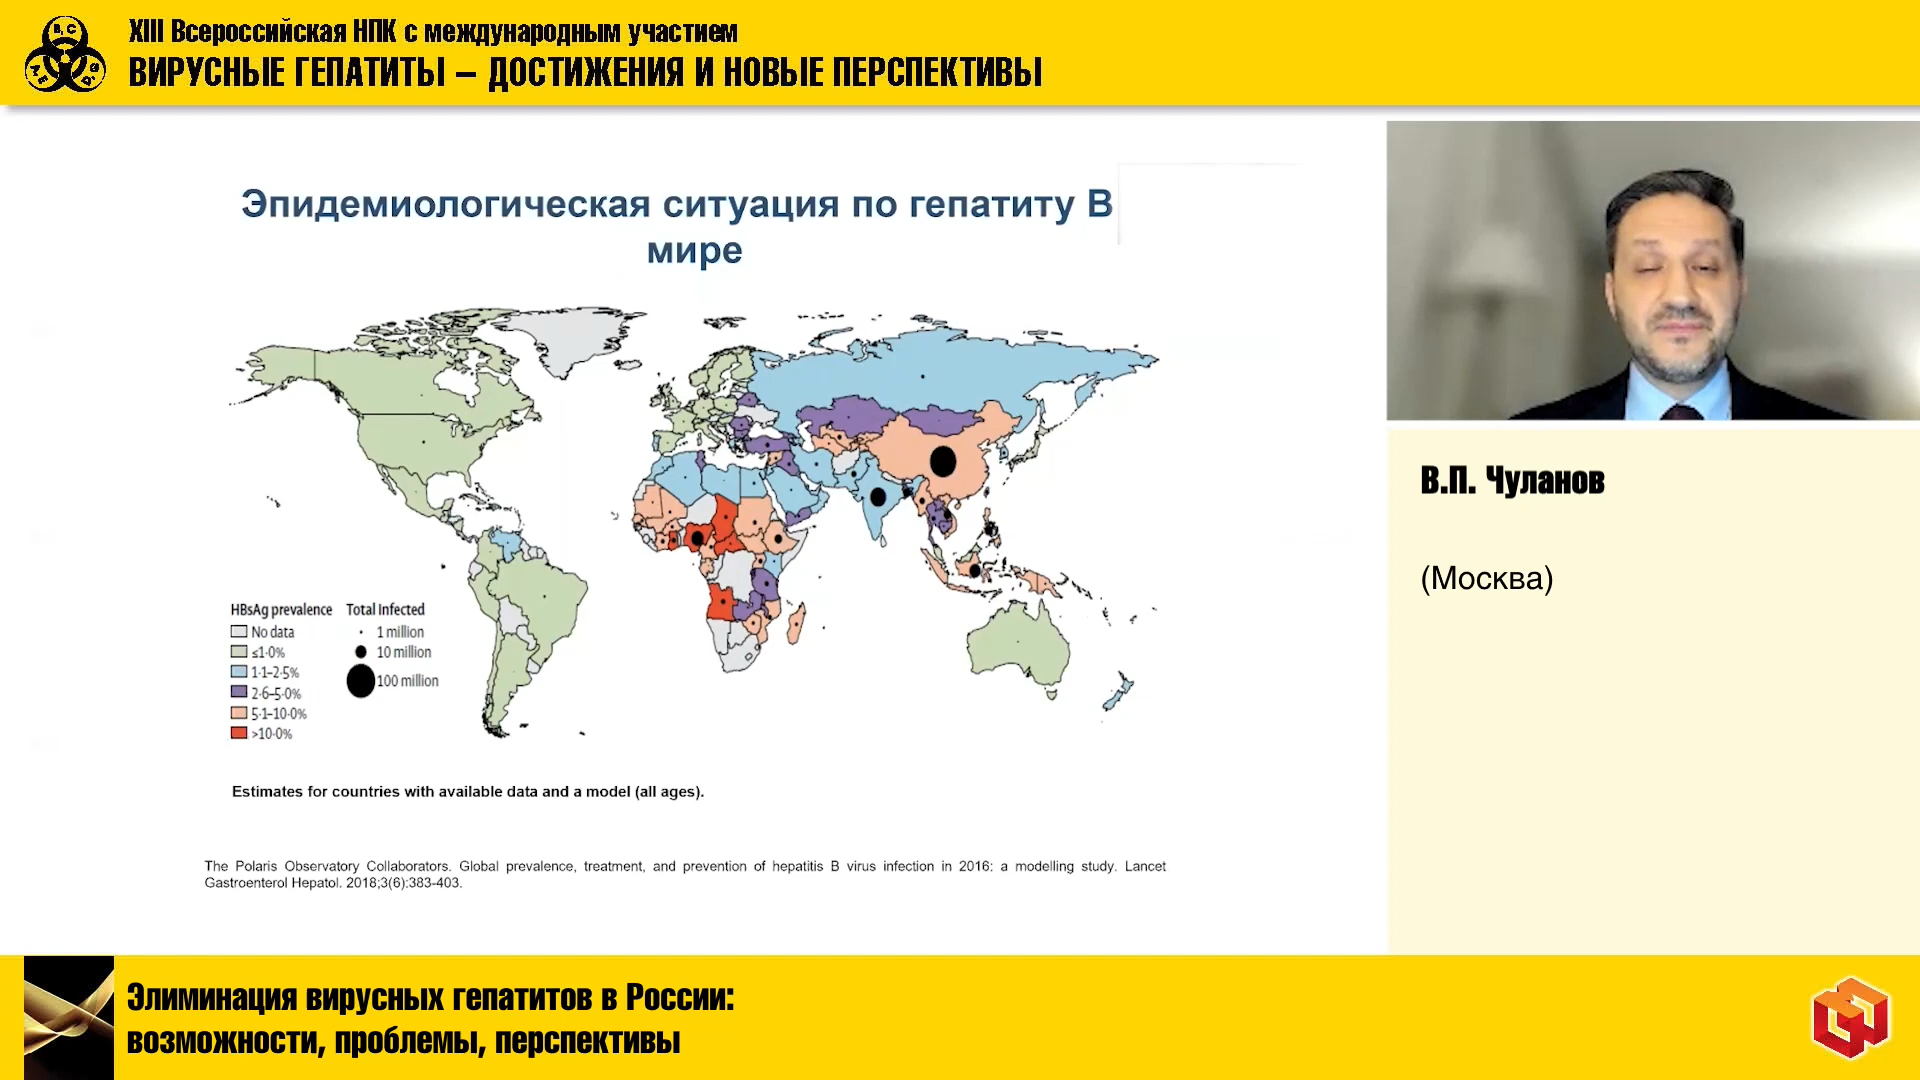 XIII Всероссийская НПК с международным участием
ВИРУСНЫЕ ГЕПАТИТЫ – ДОСТИЖЕНИЯ И НОВЫЕ ПЕРСПЕКТИВЫ
B, C
Эпидемиологическая ситуация по гепатиту В
мире
HBsAg prevalence
No data
≤1·0%
1·1–2·5%
2·6–5·0%
5·1–10·0%
>10·0%
Total Infected
1 million
10 million
100 million
Estimates for countries with available data and a model (all ages).
The Polaris Observatory Collaborators. Global prevalence, treatment, and prevention of hepatitis B virus infection in 2016: a modelling study. Lancet
Gastroenterol Hepatol. 2018;3(6):383-403.
В.П. Чуланов
(Москва)
Элиминация вирусных гепатитов в России:
возможности, проблемы, перспективы